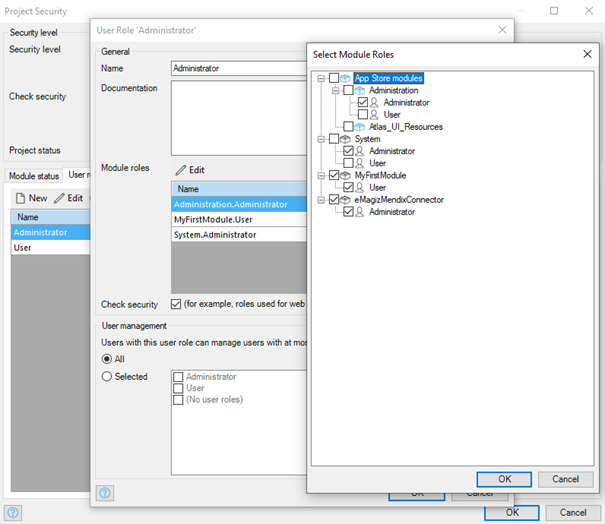 Project Security
Security level
Security level
Check security
Project status
Module status
User r
New
Edit
Name
Administrator
User
User Role 'Administrator'
General
Name
Administrator
Documentation
Module roles
Edit
Name
Administration.Administrator
MyFirstModule.User
System.Administrator
Check security
(for example, roles used for web
User management
Users with this user role can manage users with at mos
All
Selected
Administrator
User
(No user roles)
OK
Cancel
Select Module Roles
App Store modules
Administration
Administrator
User
Atlas_UI_Resources
System
Administrator
User
MyFirstModule
User
eMagizMendixConnector
Administrator
OK
Cancel
OK
Cancel